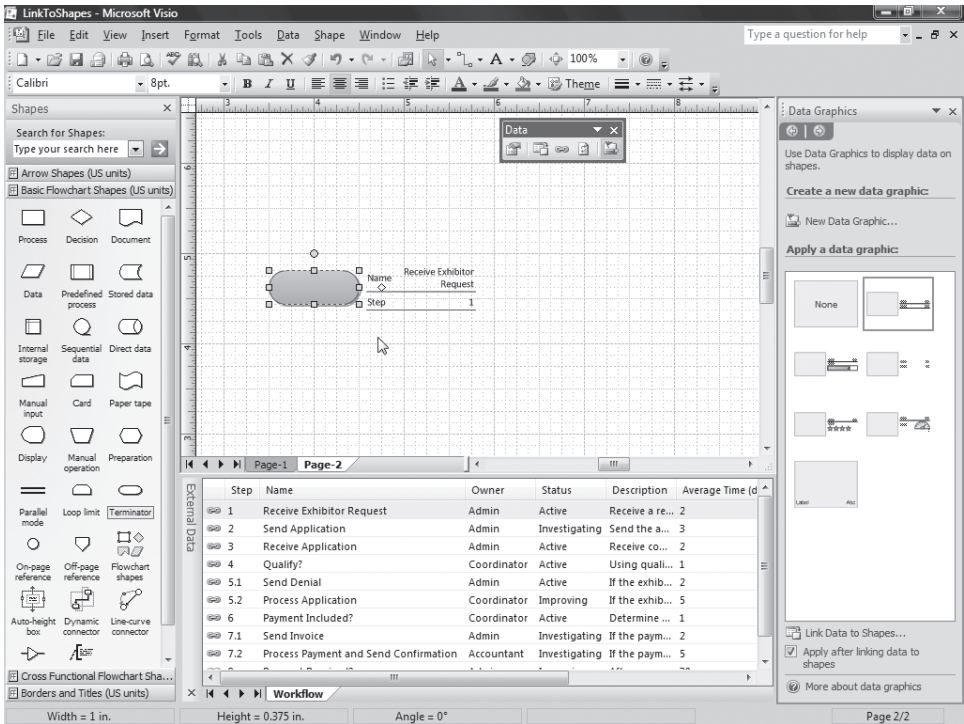 LinkToShapes - Microsoft Visio
File Edit View Insert Format Tools Data Shape Window Help
Type a question for help
100%
Calibri 8pt. B I U A Theme
Shapes
Search for Shapes:
Type your search here
Arrow Shapes (US units)
Basic Flowchart Shapes (US units)
Process Decision Document
Data Predefined process Stored data
Internal storage Sequential data Direct data
Manual input Card Paper tape
Display Manual operation Preparation
Parallel mode Loop limit Terminator
On-page reference Off-page reference Flowchart shapes
Auto-height box Dynamic connector Line-curve connector
Cross Functional Flowchart Sha...
Borders and Titles (US units)
3 4 5 6 7 8
6
5
4
3
Data
Name Receive Exhibitor
Request
Step 1
Page-1 Page-2
External Data
Step Name Owner Status Description Average Time (d
1 Receive Exhibitor Request Admin Active Receive a re... 2
2 Send Application Admin Investigating Send the a... 3
3 Receive Application Admin Active Receive co... 2
4 Qualify? Coordinator Active Using quali... 1
5.1 Send Denial Admin Active If the exhib... 2
5.2 Process Application Coordinator Improving If the exhib... 5
6 Payment Included? Coordinator Active Determine ... 1
7.1 Send Invoice Admin Investigating If the paym... 2
7.2 Process Payment and Send Confirmation Accountant Investigating If the paym... 5
Workflow
Data Graphics
Use Data Graphics to display data on
shapes.
Create a new data graphic:
New Data Graphic...
Apply a data graphic:
None
Label Abc
Link Data to Shapes...
Apply after linking data to
shapes
More about data graphics
Width = 1 in. Height = 0.375 in. Angle = 0° Page 2/2